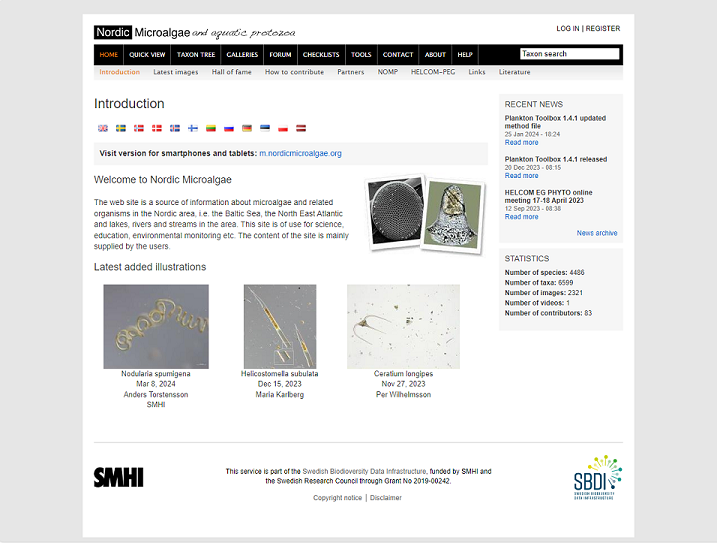 Nordic Microalgae and aquatic protozoa
LOG IN | REGISTER
HOME QUICK VIEW TAXON TREE GALLERIES FORUM CHECKLISTS TOOLS CONTACT ABOUT HELP Taxon search
Introduction Latest images Hall of fame How to contribute Partners NOMP HELCOM-PEG Links Literature
Introduction
Visit version for smartphones and tablets: m.nordicmicroalgae.org
Welcome to Nordic Microalgae
The web site is a source of information about microalgae and related
organisms in the Nordic area, i.e. the Baltic Sea, the North East Atlantic
and lakes, rivers and streams in the area. This site is of use for science,
education, environmental monitoring etc. The content of the site is mainly
supplied by the users.
Latest added illustrations
Nodularia spumigena
Mar 8, 2024
Anders Torstensson
SMHI
Helicostomella subulata
Dec 15, 2023
Maria Karlberg
Ceratium longipes
Nov 27, 2023
Per Wilhelmsson
RECENT NEWS
Plankton Toolbox 1.4.1 updated
method file
25 Jan 2024 - 18:24
Read more
Plankton Toolbox 1.4.1 released
20 Dec 2023 - 08:15
Read more
HELCOM EG PHYTO online
meeting 17-18 April 2023
12 Sep 2023 - 08:38
Read more
News archive
STATISTICS
Number of species: 4486
Number of taxa: 6599
Number of images: 2321
Number of videos: 1
Number of contributors: 83
SMHI
This service is part of the Swedish Biodiversity Data Infrastructure, funded by SMHI and
the Swedish Research Council through Grant No 2019-00242.
Copyright notice | Disclaimer
SBDI
SWEDISH BIODIVERSITY
DATA INFRASTRUCTURE